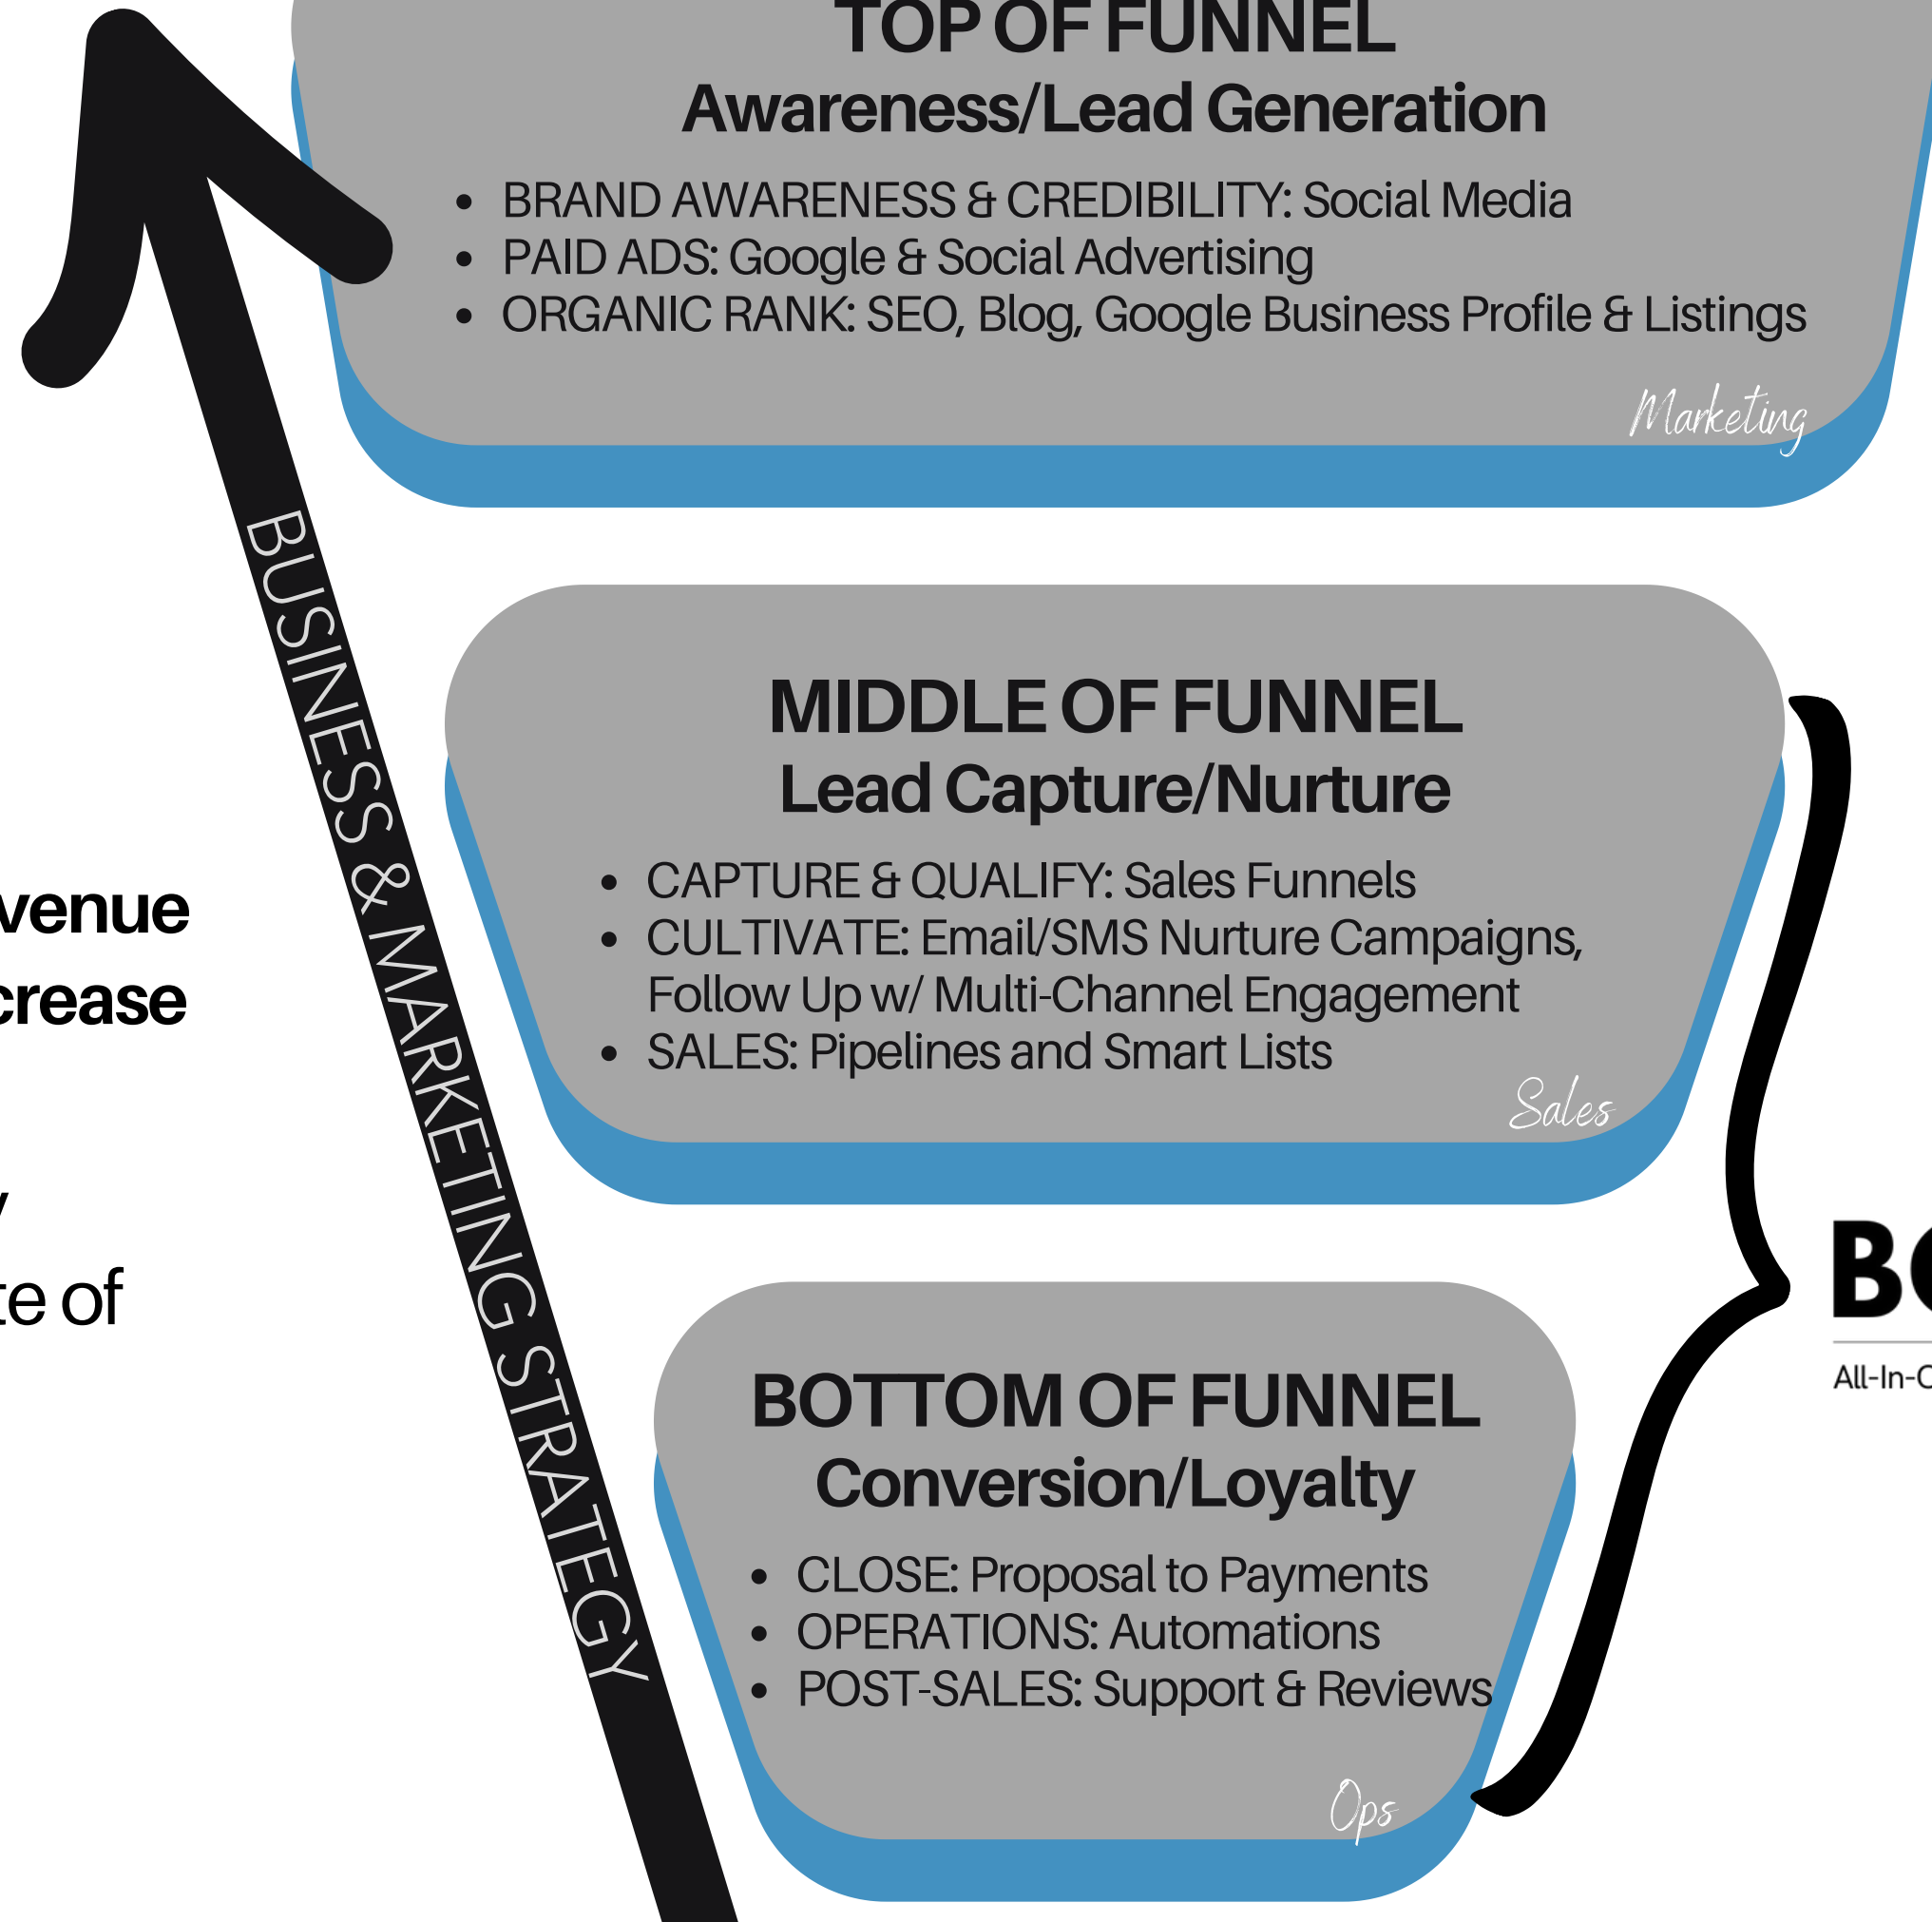 TOP OF FUNNEL
Awareness/Lead Generation
• BRAND AWARENESS & CREDIBILITY: Social Media
• PAID ADS: Google & Social Advertising
• ORGANIC RANK: SEO, Blog, Google Business Profile & Listings
Marketing
BUSINESS & MARKETING STRATEGY
MIDDLE OF FUNNEL
Lead Capture/Nurture
• CAPTURE & QUALIFY: Sales Funnels
• CULTIVATE: Email/SMS Nurture Campaigns,
Follow Up w/ Multi-Channel Engagement
• SALES: Pipelines and Smart Lists
Sales
venue
crease
te of
BOTTOM OF FUNNEL
Conversion/Loyalty
• CLOSE: Proposal to Payments
• OPERATIONS: Automations
• POST-SALES: Support & Reviews
Ops
All-In-